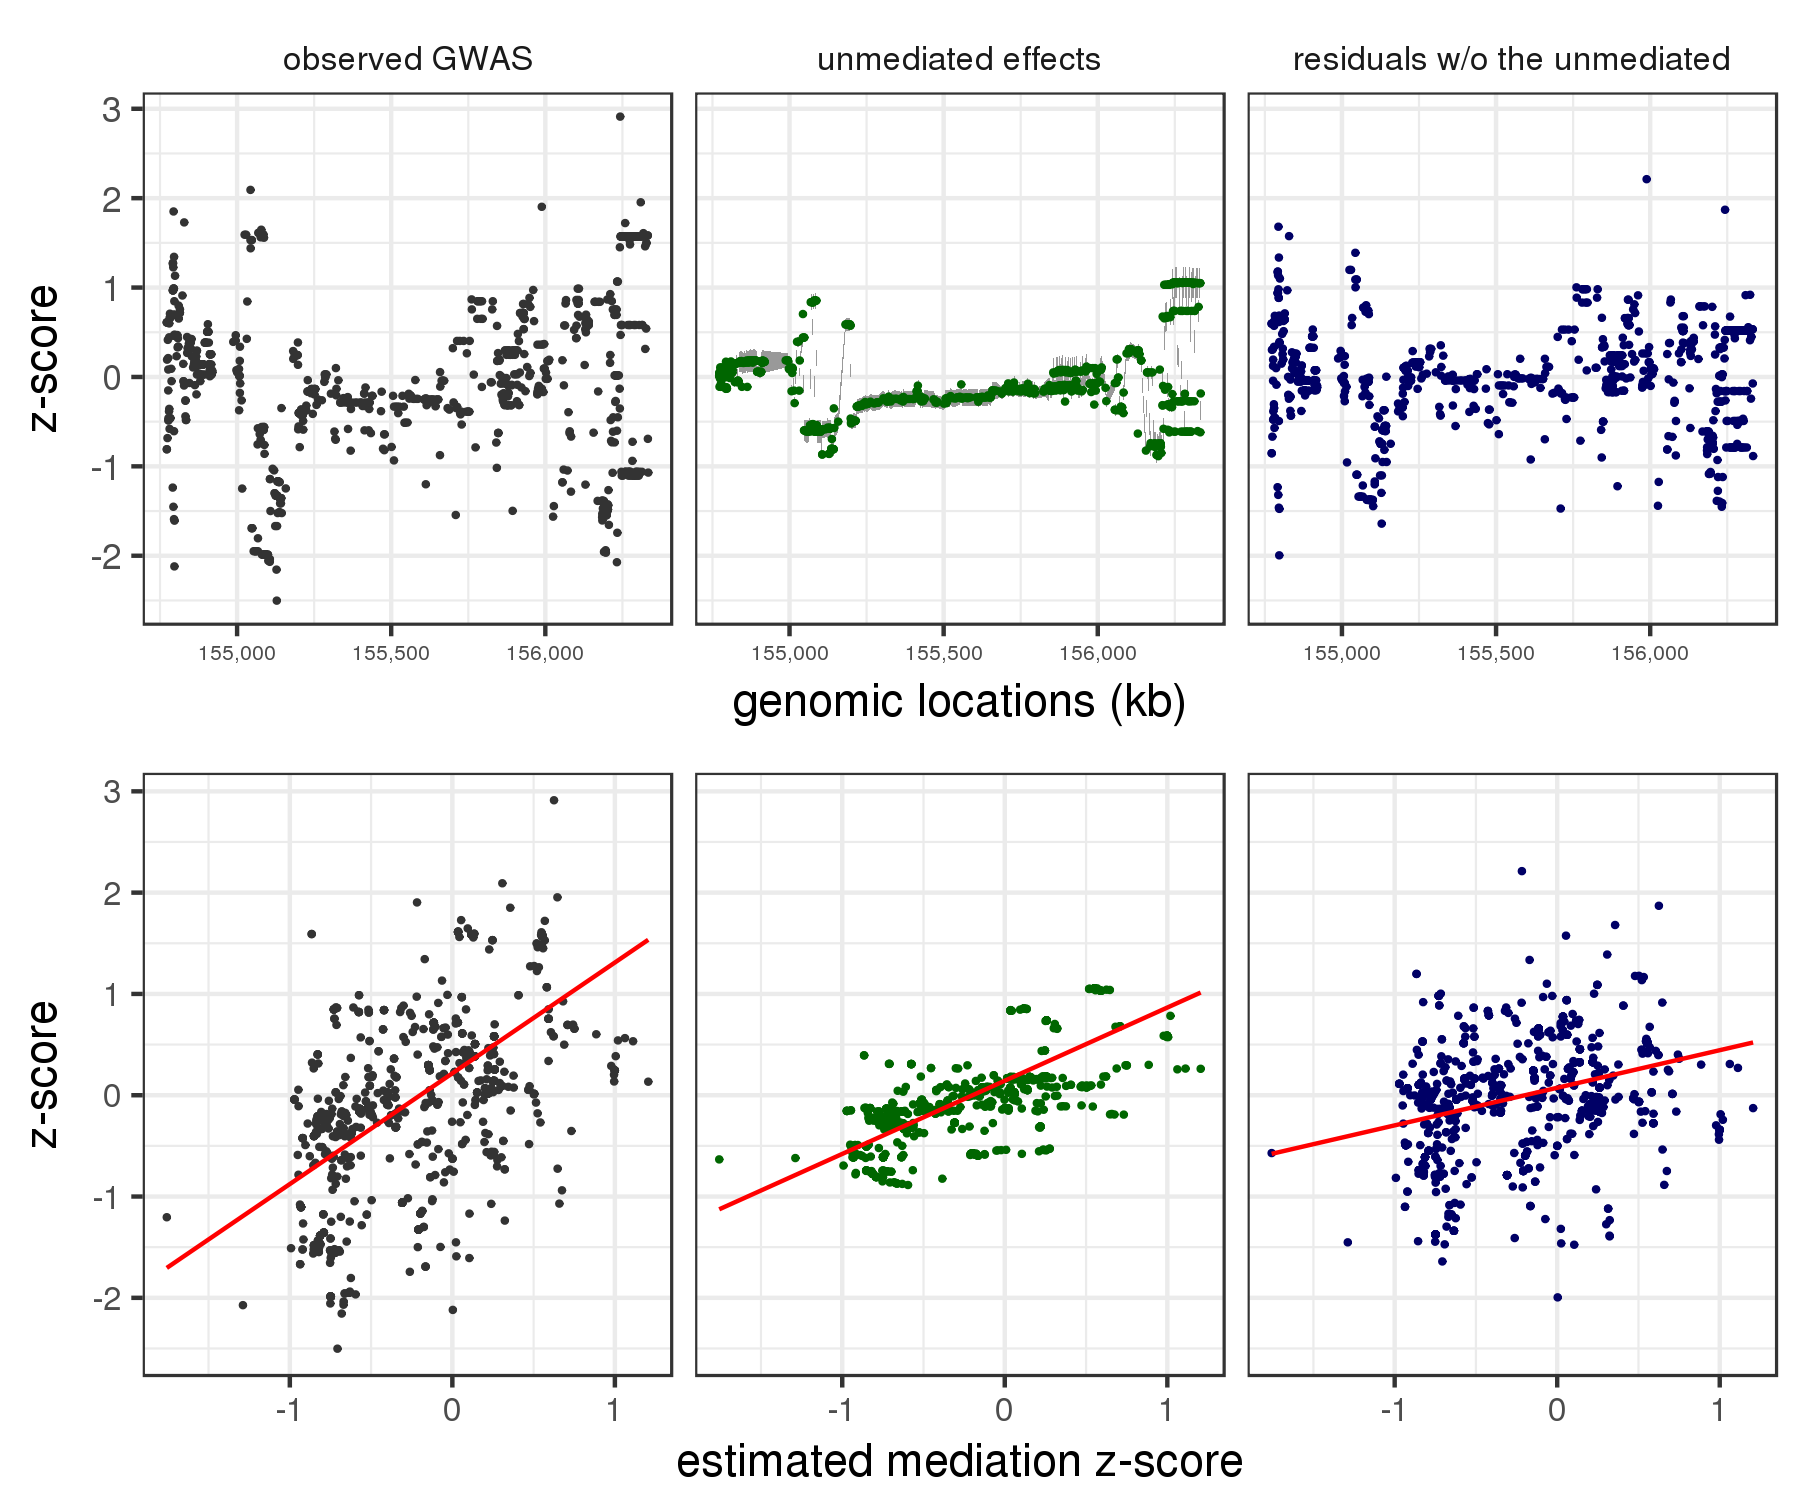 observed GWAS unmediated effects residuals w/o the unmediated
3
2
1
0
-1
-2
z-score
155,000 155,500 156,000 155,000 155,500 156,000 155,000 155,500 156,000
genomic locations (kb)
3
2
1
0
-1
-2
z-score
-1 0 1 -1 0 1 -1 0 1
estimated mediation z-score